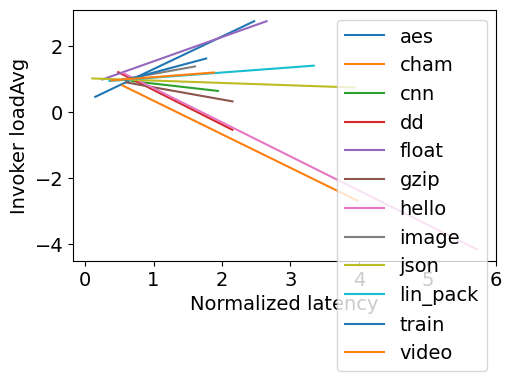 Invoker loadAvg
2
0
−2
−4
0
1
2
3
4
5
6
Normalized latency
aes
cham
cnn
dd
float
gzip
hello
image
json
lin_pack
train
video